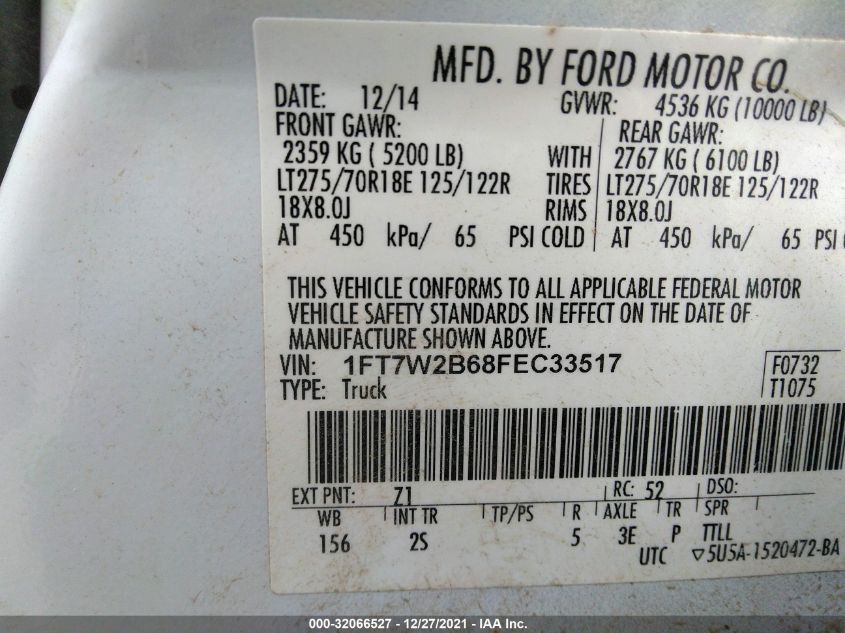 MFD. BY FORD MOTOR CO.
DATE: 12/14 GVWR: 4536 KG (10000 LB)
FRONT GAWR: REAR GAWR:
2359 KG ( 5200 LB) WITH 2767 KG ( 6100 LB)
LT275/70R18E 125/122R TIRES LT275/70R18E 125/122R
18X8.0J RIMS 18X8.0J
AT 450 kPa/ 65 PSI COLD AT 450 kPa/ 65 PSI
THIS VEHICLE CONFORMS TO ALL APPLICABLE FEDERAL MOTOR
VEHICLE SAFETY STANDARDS IN EFFECT ON THE DATE OF
MANUFACTURE SHOWN ABOVE.
VIN: 1FT7W2B68FEC33517 F0732
TYPE: Truck T1075
EXT PNT: Z1 RC: 52 DSO:
WB INT TR TP/PS R AXLE TR SPR
156 2S 5 3E P TTLL
UTC ▽5U5A-1520472-BA
000-32066527 - 12/27/2021 - IAA Inc.